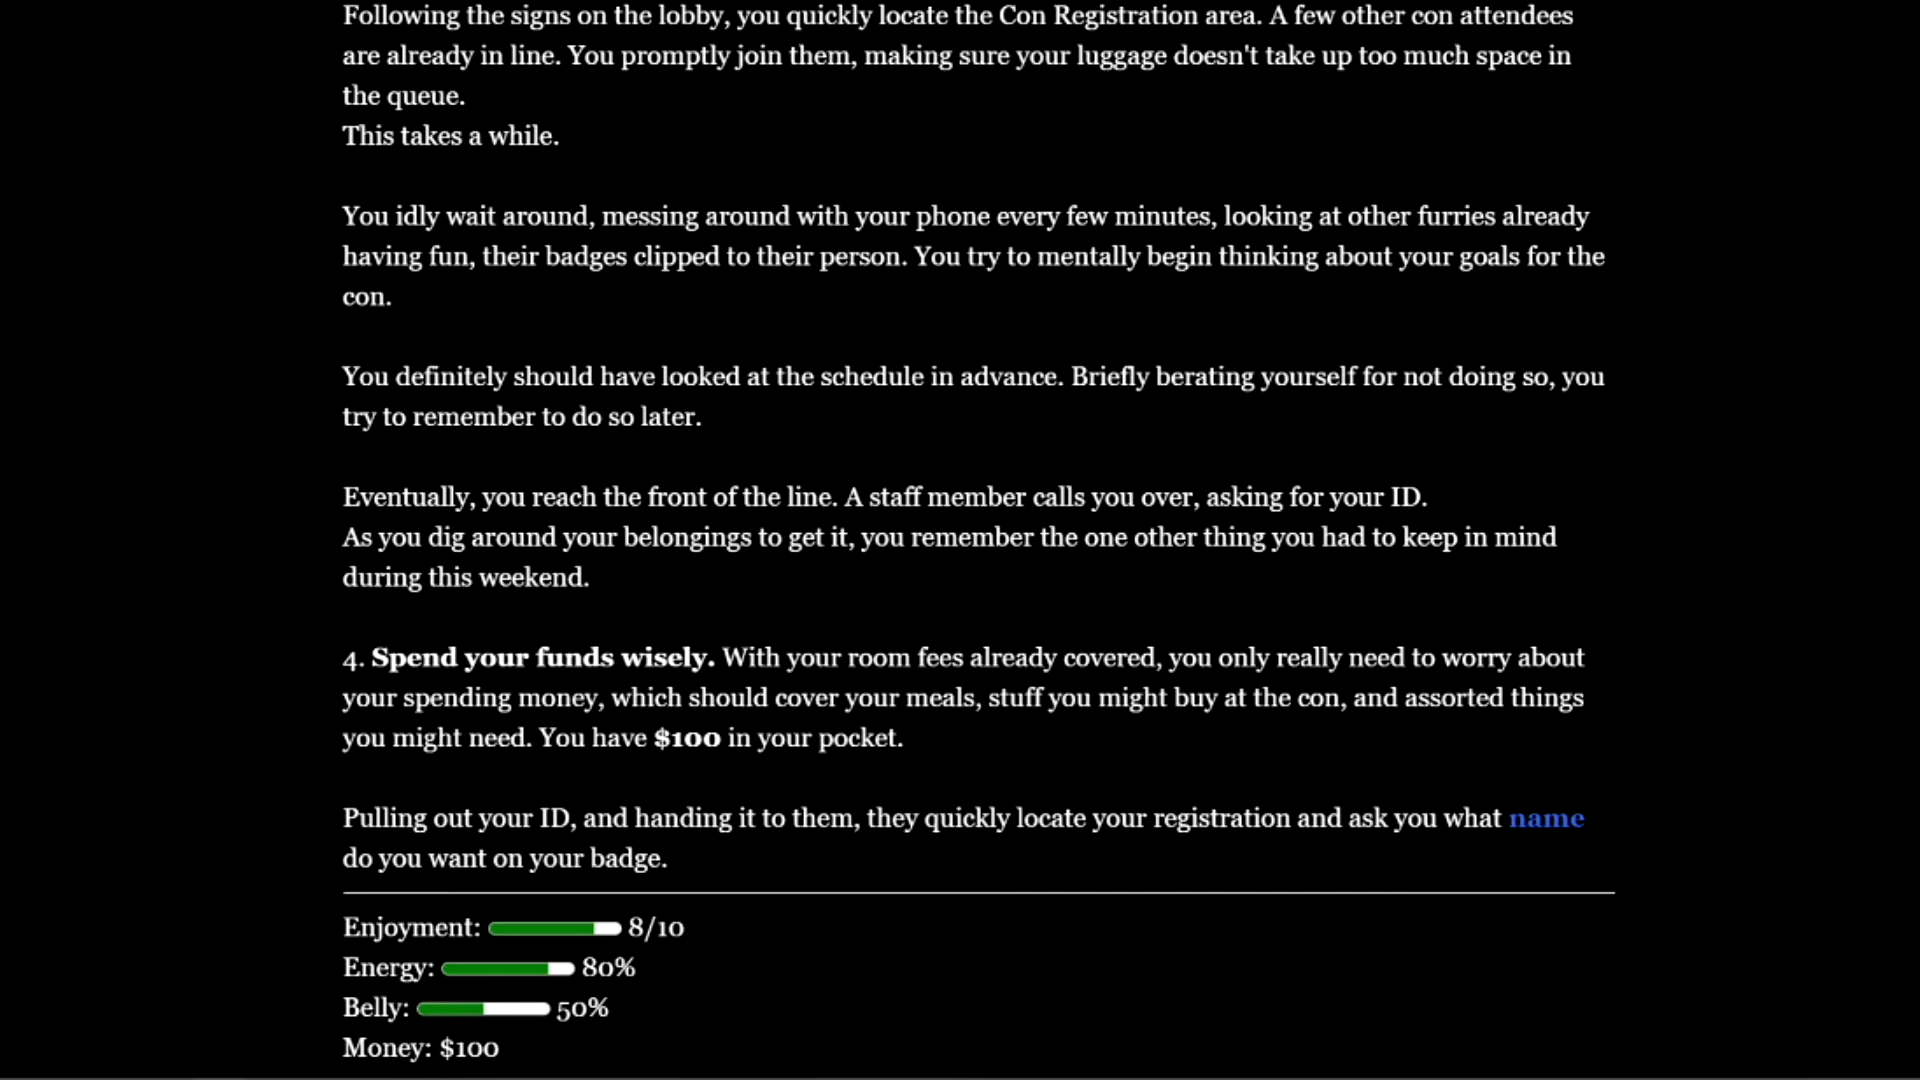 Following the signs on the lobby, you quickly locate the Con Registration area. A few other con attendees
are already in line. You promptly join them, making sure your luggage doesn't take up too much space in
the queue.
This takes a while.
You idly wait around, messing around with your phone every few minutes, looking at other furries already
having fun, their badges clipped to their person. You try to mentally begin thinking about your goals for the
con.
You definitely should have looked at the schedule in advance. Briefly berating yourself for not doing so, you
try to remember to do so later.
Eventually, you reach the front of the line. A staff member calls you over, asking for your ID.
As you dig around your belongings to get it, you remember the one other thing you had to keep in mind
during this weekend.
4. Spend your funds wisely. With your room fees already covered, you only really need to worry about
your spending money, which should cover your meals, stuff you might buy at the con, and assorted things
you might need. You have $100 in your pocket.
Pulling out your ID, and handing it to them, they quickly locate your registration and ask you what name
do you want on your badge.
Enjoyment: 8/10
Energy: 80%
Belly: 50%
Money: $100